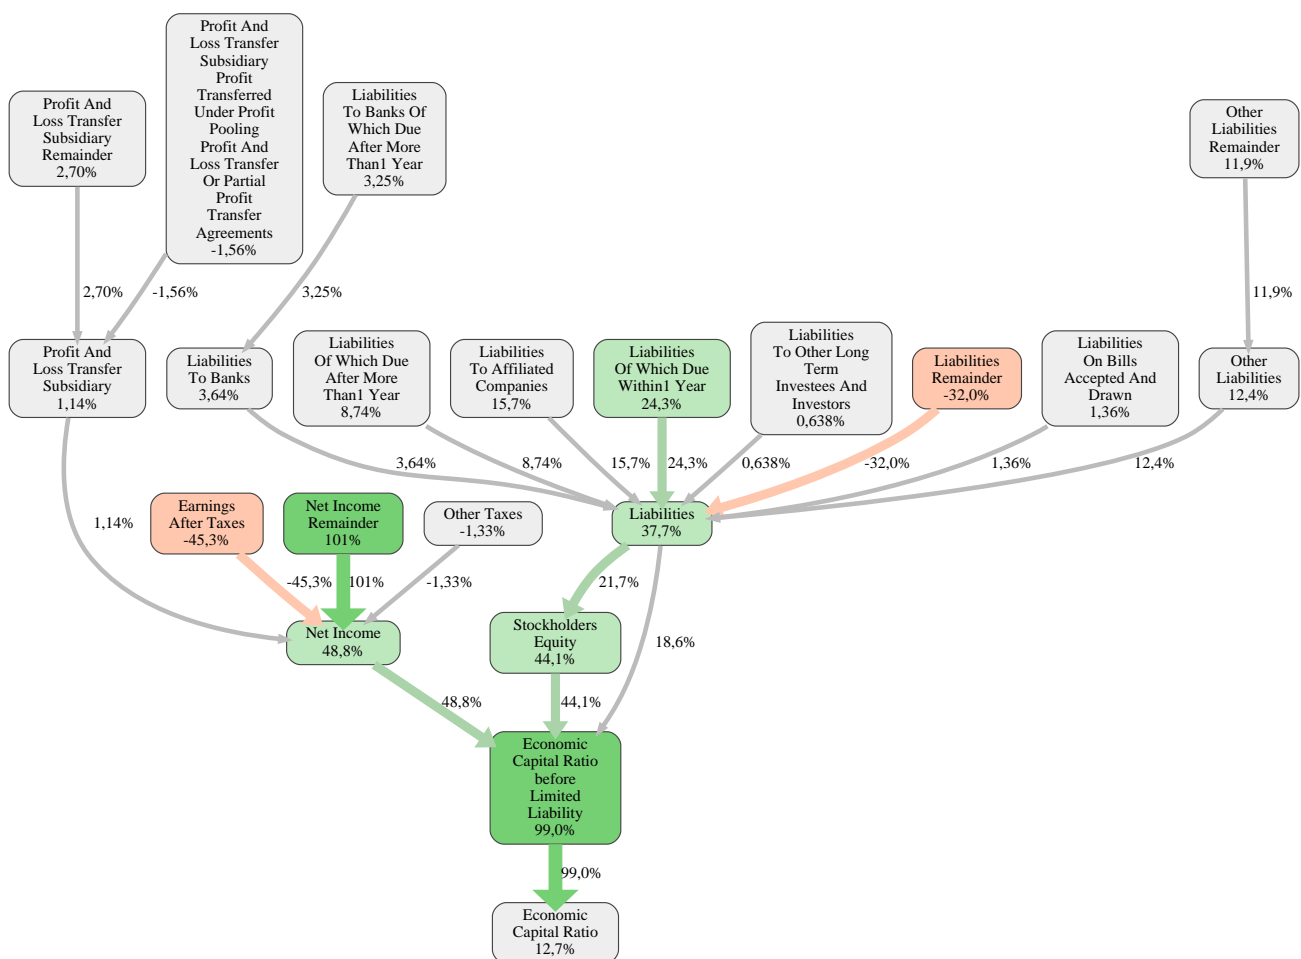 Profit And
Loss Transfer
Subsidiary
Remainder
2,70%
Profit And
Loss Transfer
Subsidiary
Profit
Transferred
Under Profit
Pooling
Profit And
Loss Transfer
Or Partial
Profit
Transfer
Agreements
-1,56%
Liabilities
To Banks Of
Which Due
After More
Than1 Year
3,25%
Other
Liabilities
Remainder
11,9%
2,70%
-1,56%
3,25%
11,9%
Profit And
Loss Transfer
Subsidiary
1,14%
Liabilities
To Banks
3,64%
Liabilities
Of Which Due
After More
Than1 Year
8,74%
Liabilities
To Affiliated
Companies
15,7%
Liabilities
Of Which Due
Within1 Year
24,3%
Liabilities
To Other Long
Term
Investees And
Investors
0,638%
Liabilities
Remainder
-32,0%
Liabilities
On Bills
Accepted And
Drawn
1,36%
Other
Liabilities
12,4%
3,64%
8,74%
15,7%
24,3%
0,638%
-32,0%
1,36%
12,4%
1,14%
Earnings
After Taxes
-45,3%
Net Income
Remainder
101%
Other Taxes
-1,33%
Liabilities
37,7%
-45,3%
101%
-1,33%
21,7%
18,6%
Net Income
48,8%
Stockholders
Equity
44,1%
48,8%
44,1%
Economic
Capital Ratio
before
Limited
Liability
99,0%
99,0%
Economic
Capital Ratio
12,7%